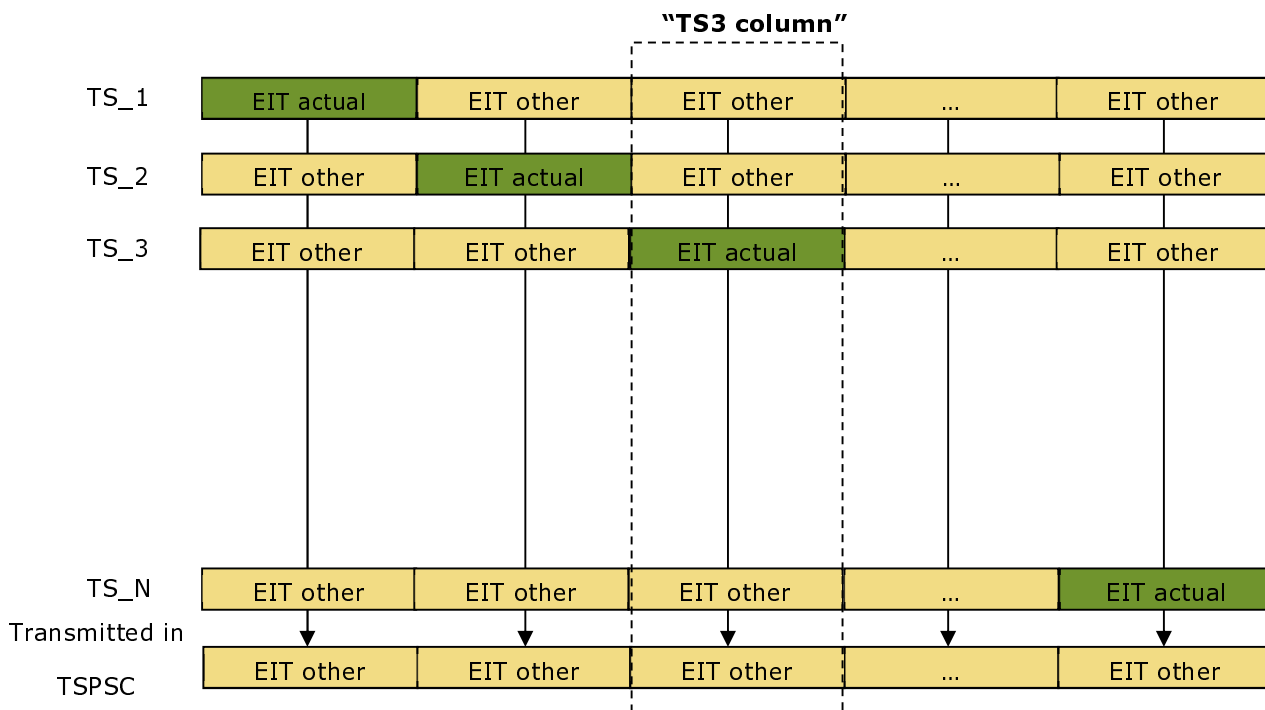 “TS3 column”
TS_1 EIT actual EIT other EIT other ... EIT other
TS_2 EIT other EIT actual EIT other ... EIT other
TS_3 EIT other EIT other EIT actual ... EIT other
TS_N EIT other EIT other EIT other ... EIT actual
Transmitted in
TSPSC EIT other EIT other EIT other ... EIT other